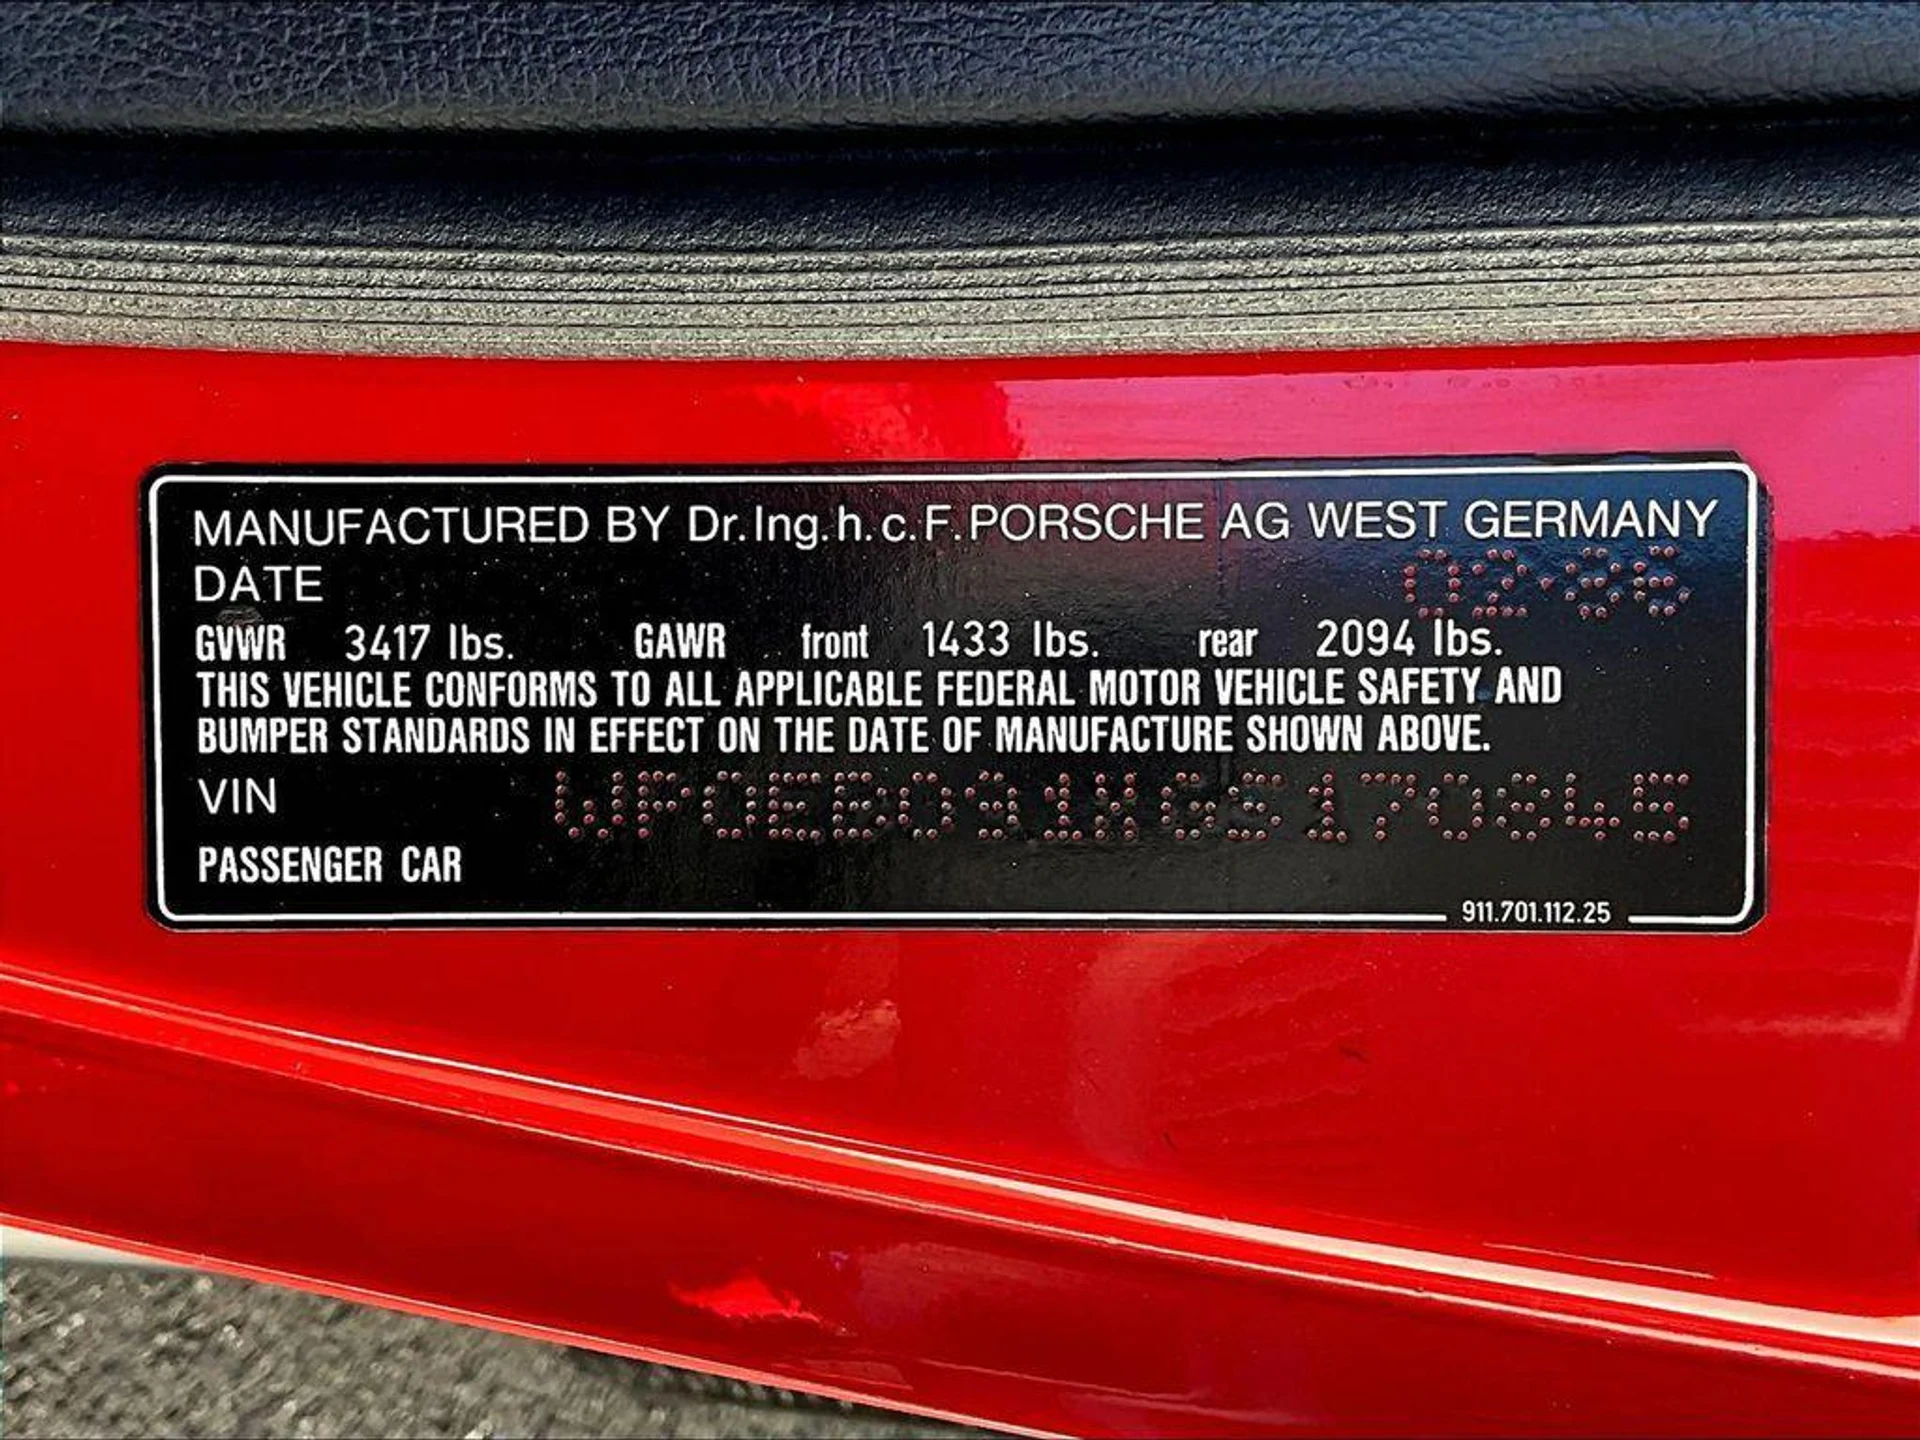 MANUFACTURED BY Dr.Ing.h.c.F.PORSCHE AG WEST GERMANY
DATE 02·86
GVWR 3417 lbs. GAWR front 1433 lbs. rear 2094 lbs.
THIS VEHICLE CONFORMS TO ALL APPLICABLE FEDERAL MOTOR VEHICLE SAFETY AND
BUMPER STANDARDS IN EFFECT ON THE DATE OF MANUFACTURE SHOWN ABOVE.
VIN WP0EB091XGS170845
PASSENGER CAR
911.701.112.25